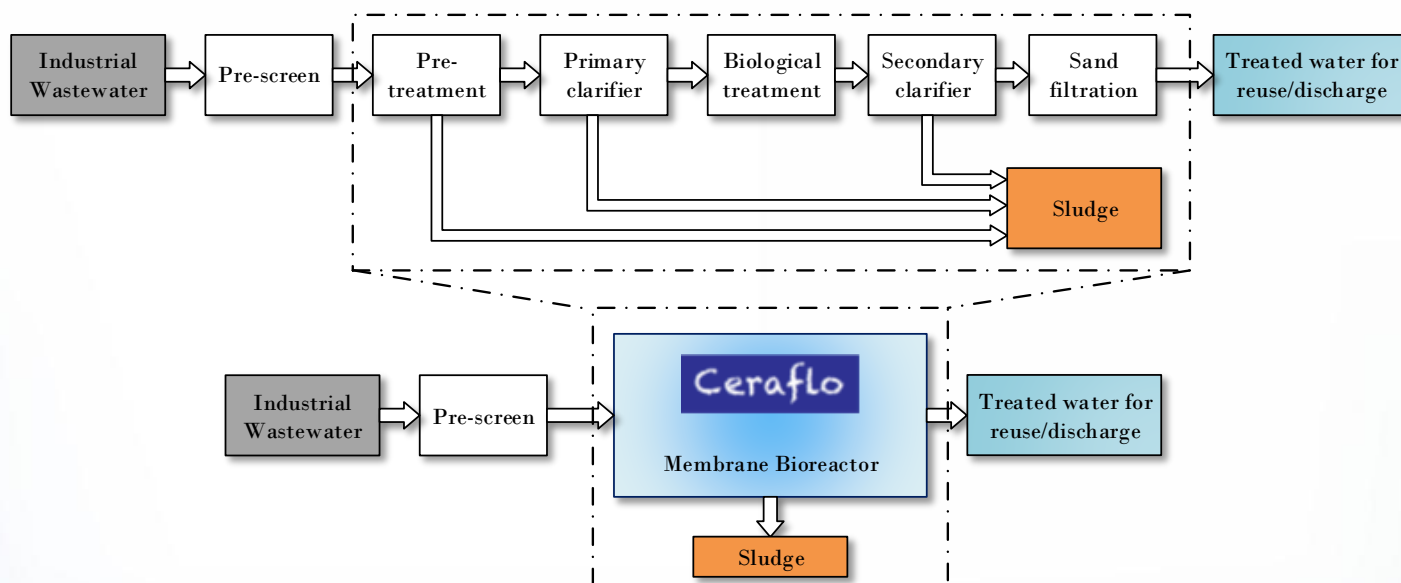 Industrial
Wastewater
Pre-screen
Pre-
treatment
Primary
clarifier
Biological
treatment
Secondary
clarifier
Sand
filtration
Treated water for
reuse/discharge
Sludge
Industrial
Wastewater
Pre-screen
Ceraflo
Membrane Bioreactor
Treated water for
reuse/discharge
Sludge